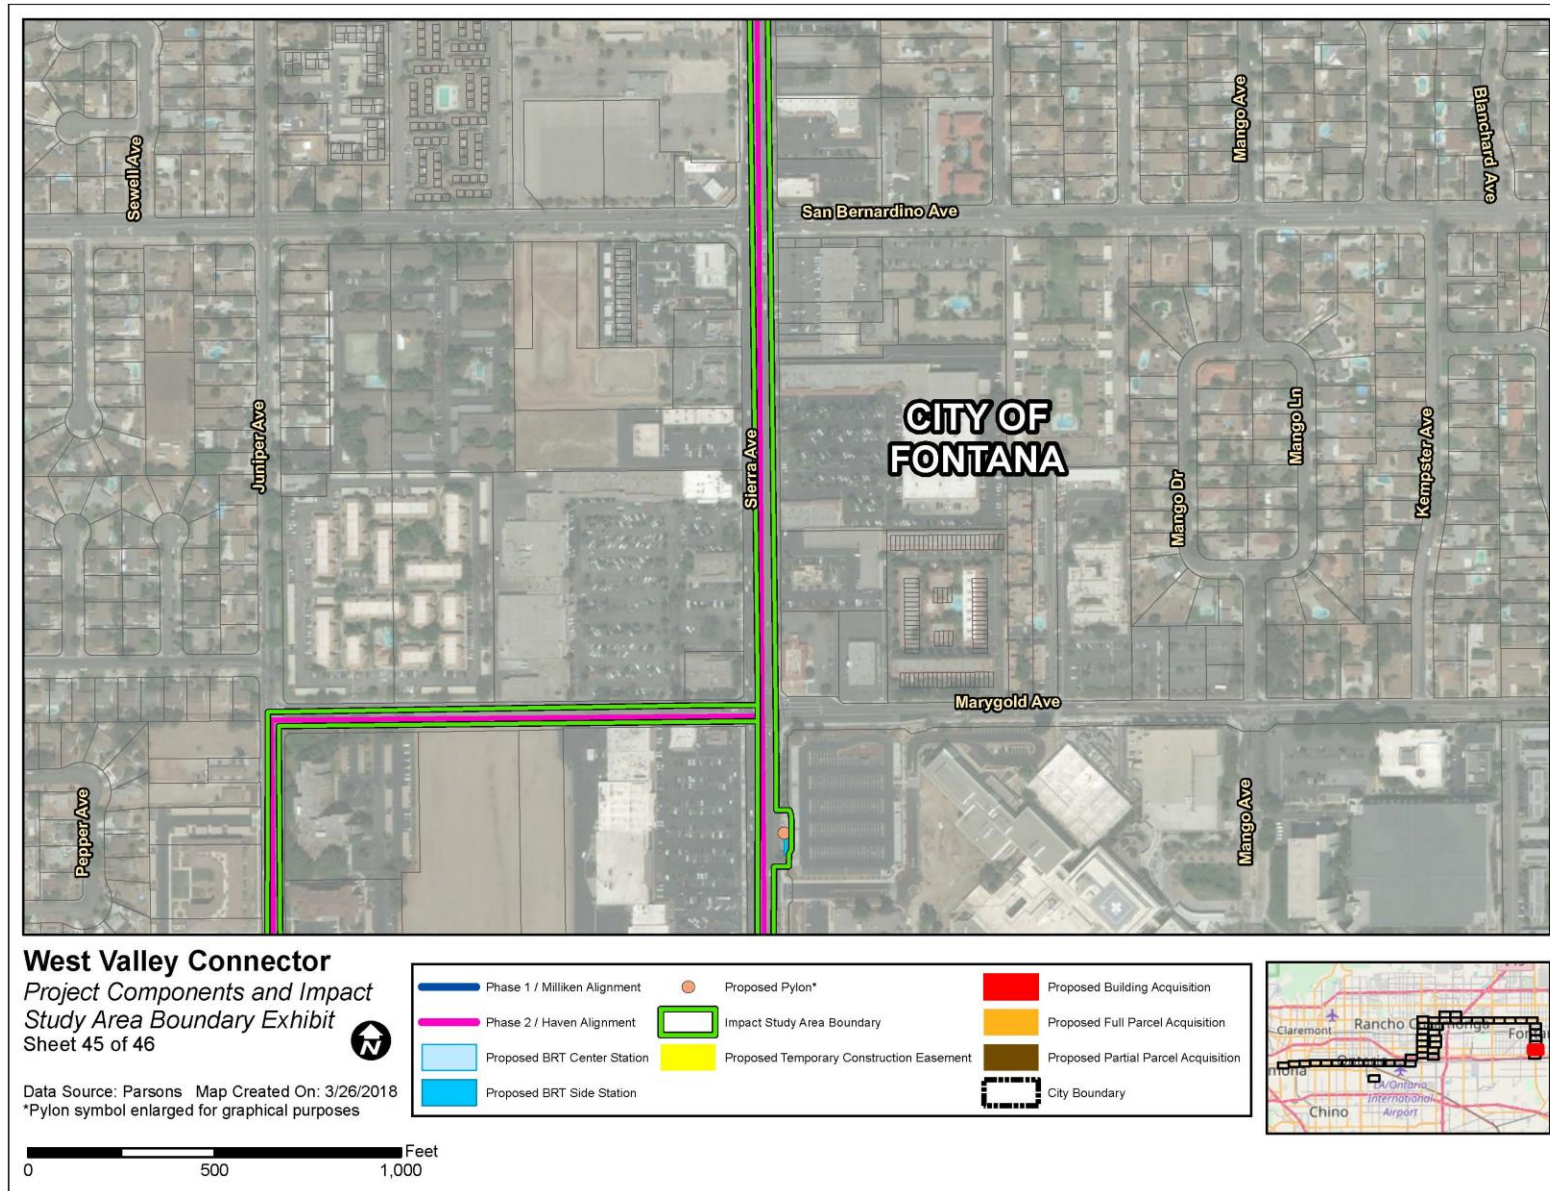 Sewell Ave
Mango Ave
Blanchard Ave
San Bernardino Ave
Juniper Ave
Sierra Ave
CITY OF
FONTANA
Mango Dr
Mango Ln
Kempster Ave
Marygold Ave
Pepper Ave
Mango Ave
West Valley Connector
Project Components and Impact
Study Area Boundary Exhibit
Sheet 45 of 46
N
Data Source: Parsons Map Created On: 3/26/2018
*Pylon symbol enlarged for graphical purposes
0 500 1,000 Feet
Phase 1 / Milliken Alignment
Phase 2 / Haven Alignment
Proposed BRT Center Station
Proposed BRT Side Station
Proposed Pylon*
Impact Study Area Boundary
Proposed Temporary Construction Easement
Proposed Building Acquisition
Proposed Full Parcel Acquisition
Proposed Partial Parcel Acquisition
City Boundary
Claremont
Rancho
Ontario
LA/Ontario
International
Airport
Chino